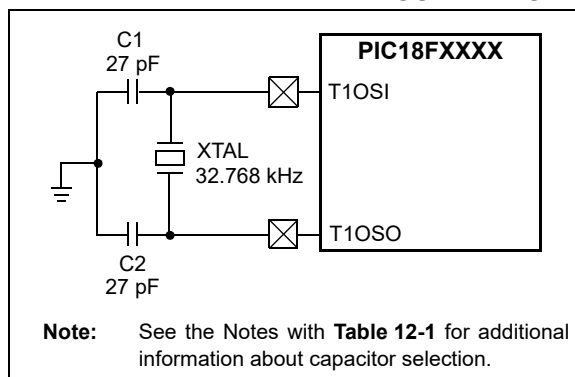 C1
27 pF
PIC18FXXXX
T1OSI
XTAL
32.768 kHz
T1OSO
C2
27 pF
Note: See the Notes with Table 12-1 for additional
information about capacitor selection.